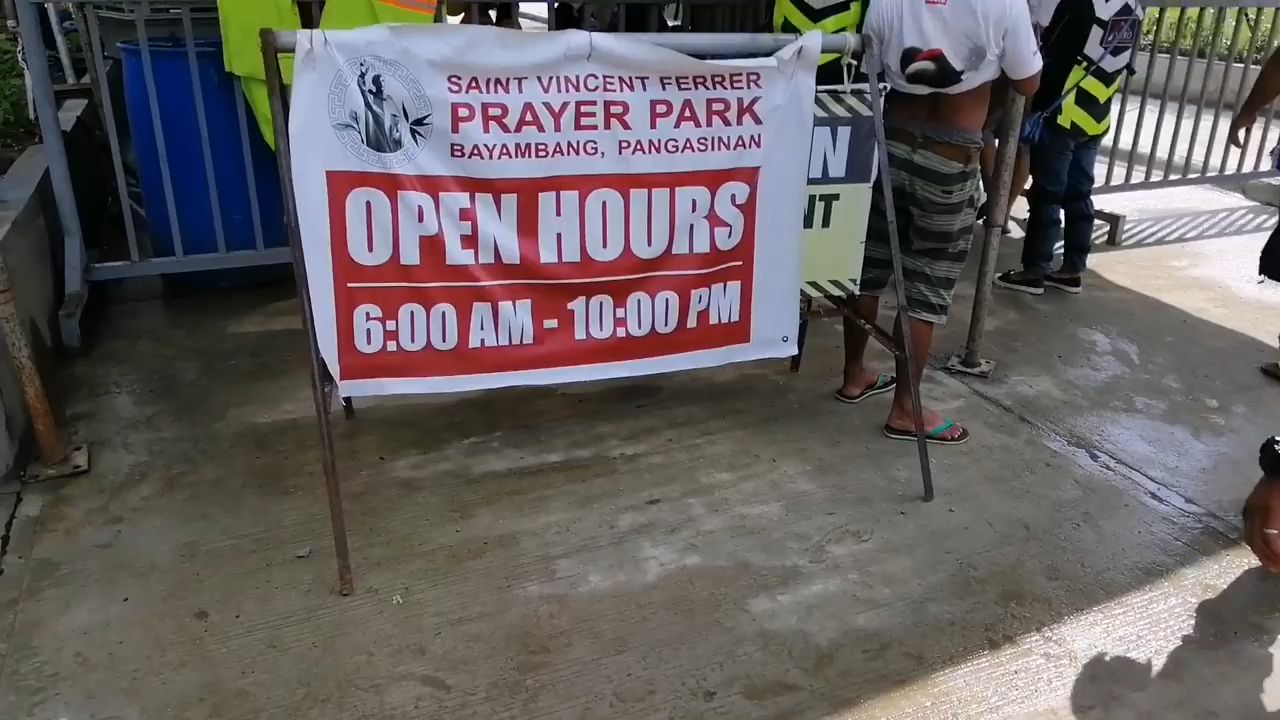 SAINT VINCENT FERRER
PRAYER PARK
BAYAMBANG, PANGASINAN
OPEN HOURS
6:00 AM - 10:00 PM